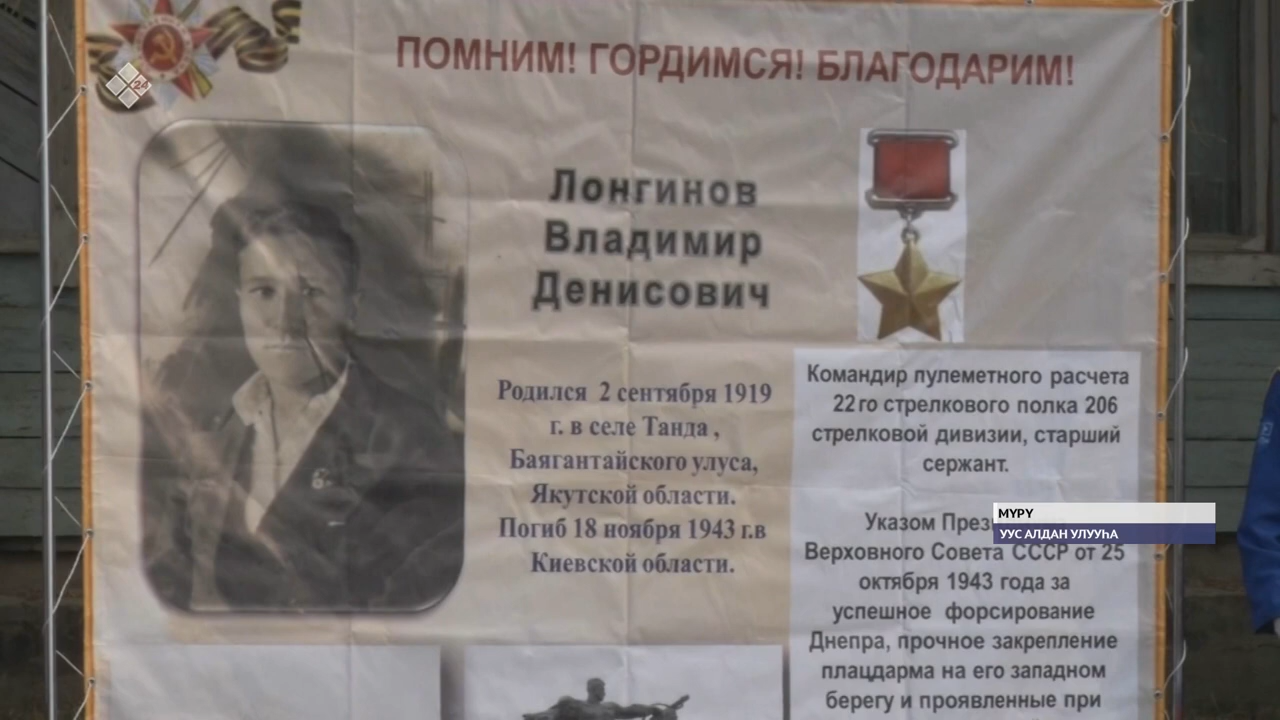 ПОМНИМ! ГОРДИМСЯ! БЛАГОДАРИМ!
24
Лонгинов
Владимир
Денисович
Родился 2 сентября 1919
г. в селе Танда ,
Баягантайского улуса,
Якутской области.
Погиб 18 ноября 1943 г.в
Киевской области.
Командир пулеметного расчета
22го стрелкового полка 206
стрелковой дивизии, старший
сержант.
Указом
Верховного Совета СССР от 25
октября 1943 года за
успешное форсирование
Днепра, прочное закрепление
плацдарма на его западном
берегу и проявленные при
МҮРҮ
УУС АЛДАН УЛУУҺА